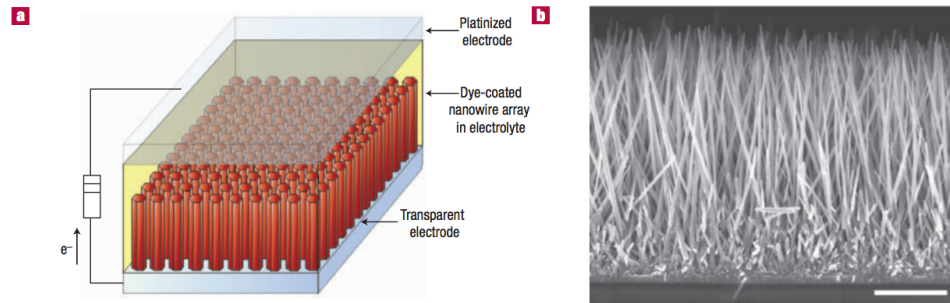 a
Platinized
electrode
Dye-coated
nanowire array
in electrolyte
Transparent
electrode
e–
b